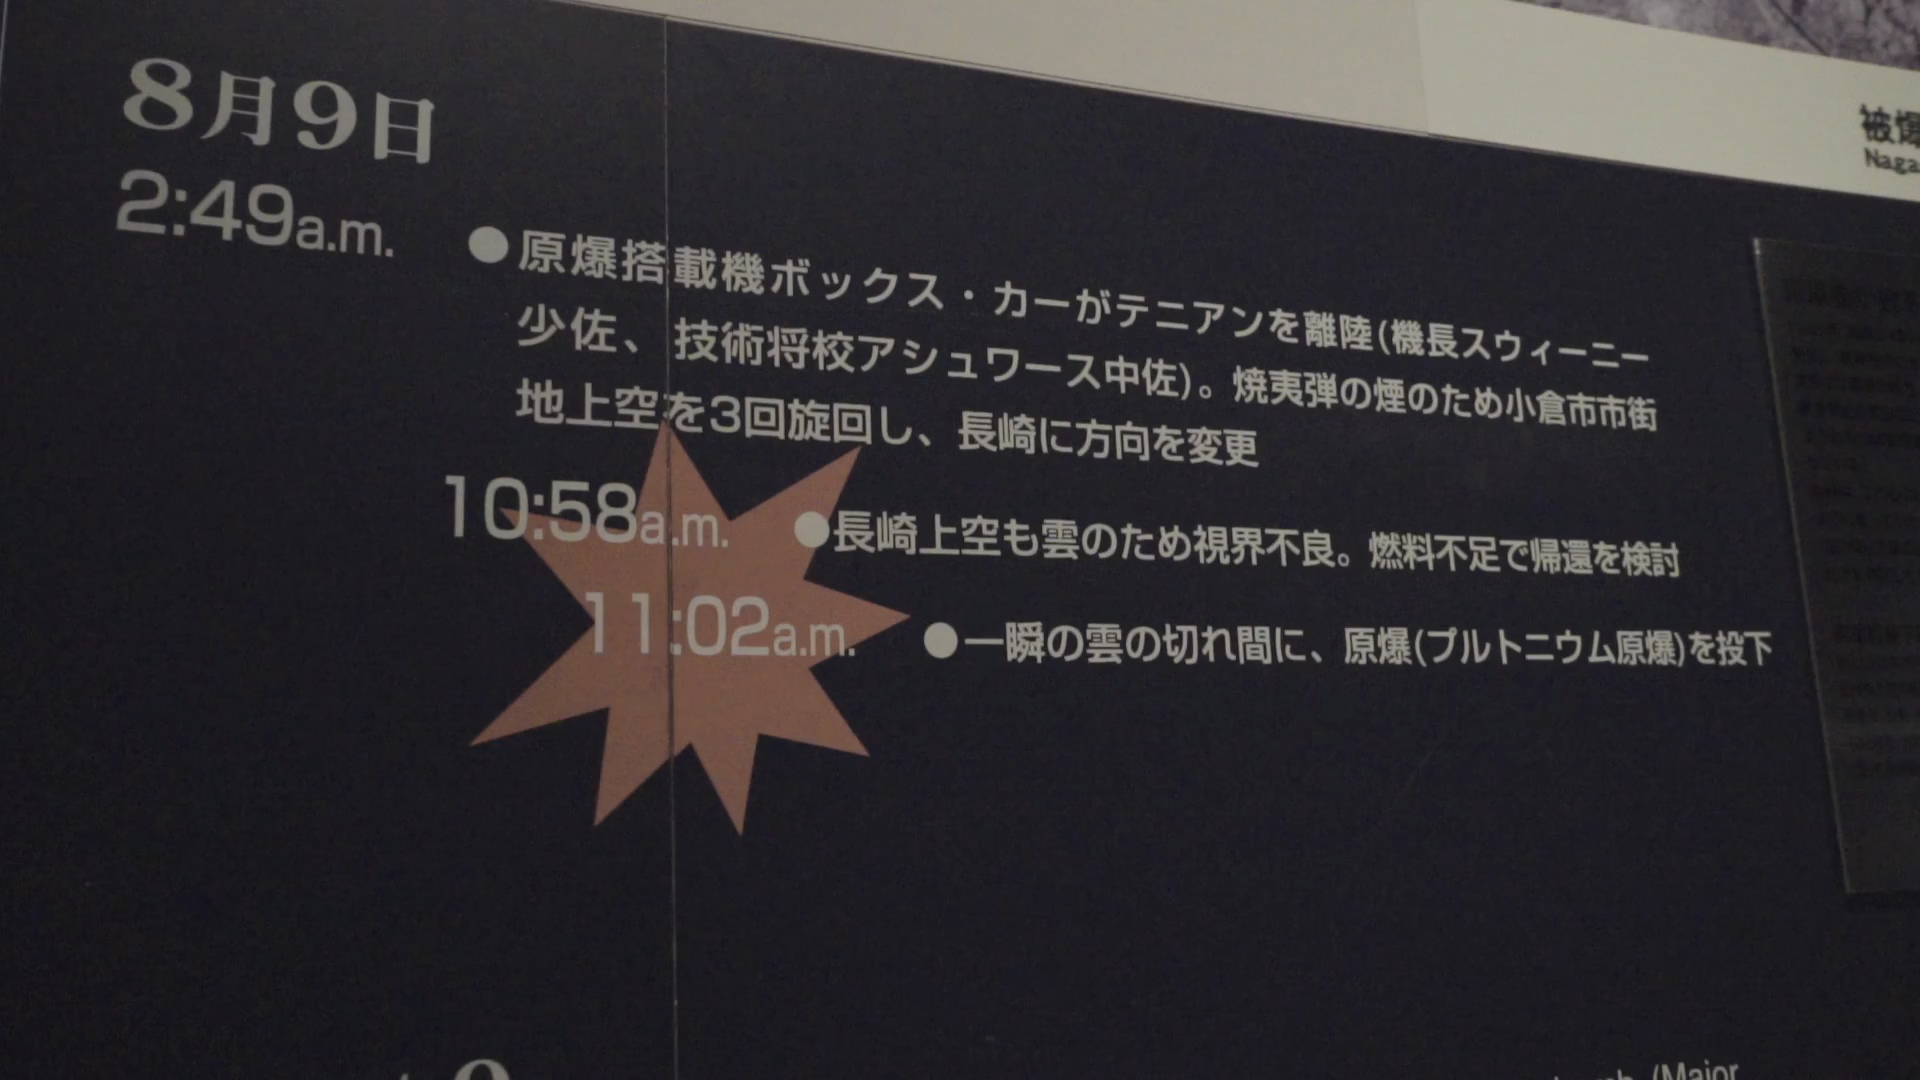 8月9日
2:49a.m.
●原爆搭載機ボックス・カーがテニアンを離陸(機長スウィーニー
少佐、技術将校アシュワース中佐)。焼夷弾の煙のため小倉市市街
地上空を3回旋回し、長崎に方向を変更
10:58a.m. ●長崎上空も雲のため視界不良。燃料不足で帰還を検討
11:02a.m. ●一瞬の雲の切れ間に、原爆(プルトニウム原爆)を投下
被爆
Naga
(Major